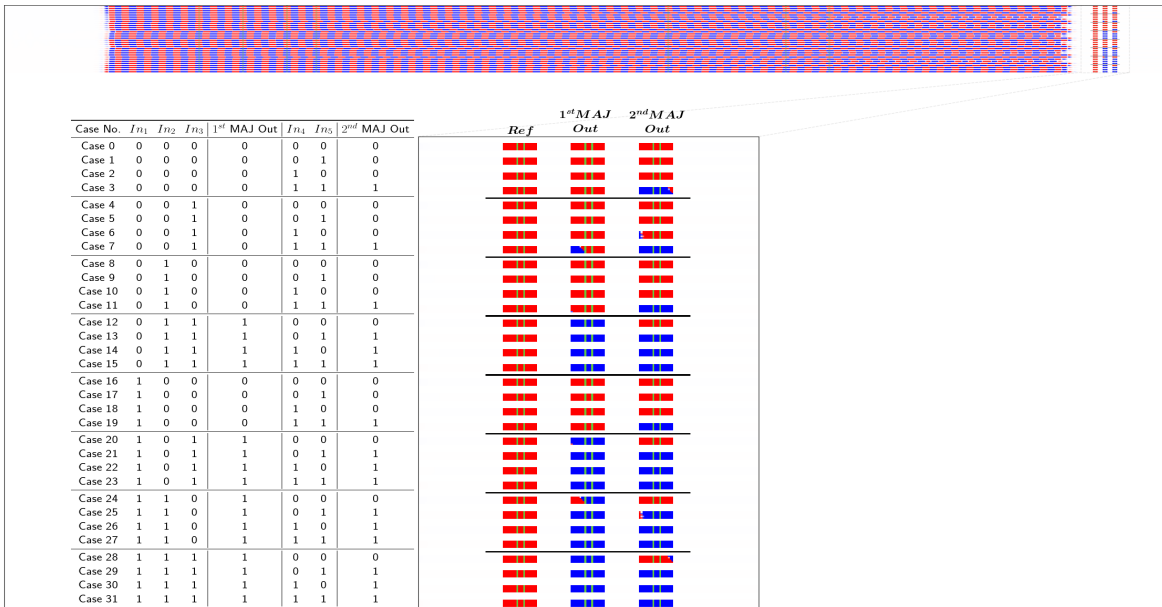 1st MAJ 2nd MAJ
Case No. In1 In2 In3 1st MAJ Out In4 In5 2nd MAJ Out Ref Out Out
Case 0 0 0 0 0 0 0 0
Case 1 0 0 0 0 0 1 0
Case 2 0 0 0 0 1 0 0
Case 3 0 0 0 0 1 1 1
Case 4 0 0 1 0 0 0 0
Case 5 0 0 1 0 0 1 0
Case 6 0 0 1 0 1 0 0
Case 7 0 0 1 0 1 1 1
Case 8 0 1 0 0 0 0 0
Case 9 0 1 0 0 0 1 0
Case 10 0 1 0 0 1 0 0
Case 11 0 1 0 0 1 1 1
Case 12 0 1 1 1 0 0 0
Case 13 0 1 1 1 0 1 1
Case 14 0 1 1 1 1 0 1
Case 15 0 1 1 1 1 1 1
Case 16 1 0 0 0 0 0 0
Case 17 1 0 0 0 0 1 0
Case 18 1 0 0 0 1 0 0
Case 19 1 0 0 0 1 1 1
Case 20 1 0 1 1 0 0 0
Case 21 1 0 1 1 0 1 1
Case 22 1 0 1 1 1 0 1
Case 23 1 0 1 1 1 1 1
Case 24 1 1 0 1 0 0 0
Case 25 1 1 0 1 0 1 1
Case 26 1 1 0 1 1 0 1
Case 27 1 1 0 1 1 1 1
Case 28 1 1 1 1 0 0 0
Case 29 1 1 1 1 0 1 1
Case 30 1 1 1 1 1 0 1
Case 31 1 1 1 1 1 1 1